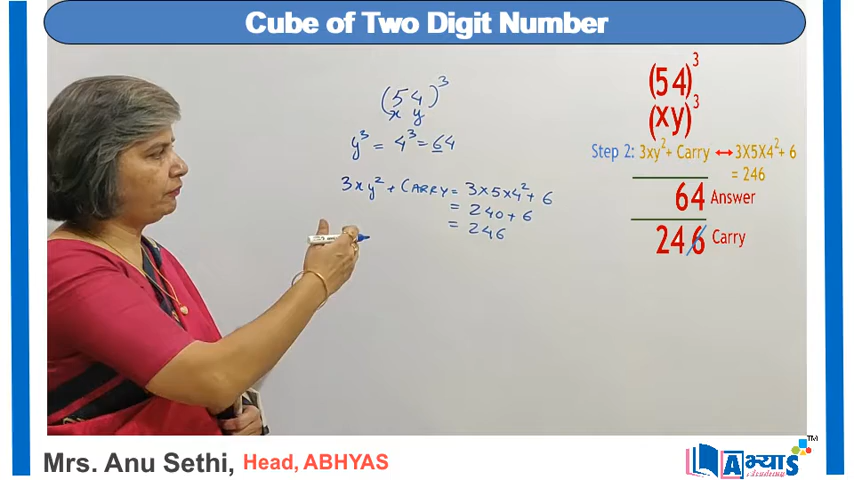 Cube of Two Digit Number
(54)³
x y
y³ = 4³ = 64
3xy² + CARRY = 3×5×4² + 6
= 240 + 6
= 246
(54)³
(xy)³
Step 2: 3xy² + Carry ↔ 3X5X4² + 6
= 246
64 Answer
246 Carry
Mrs. Anu Sethi, Head, ABHYAS
अभ्याS
Academy
TM